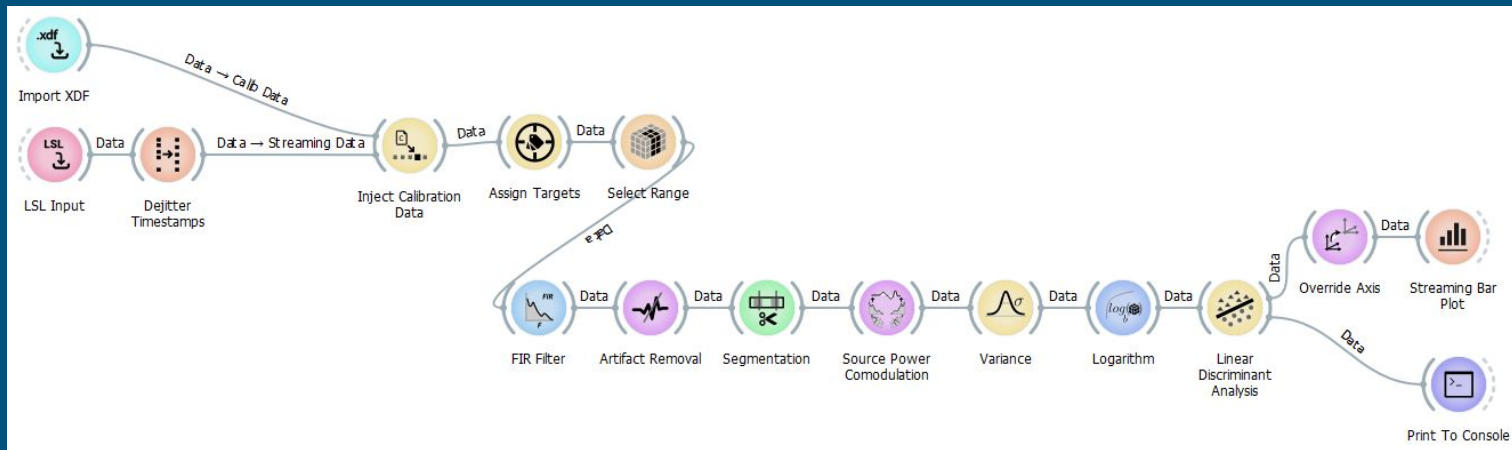 .xdf
Import XDF
Data → Calib Data
LSL
LSL Input
Data
Dejitter
Timestamps
Data → Streaming Data
C
Inject Calibration
Data
Data
Assign Targets
Data
Select Range
Data
FIR
F
FIR Filter
Data
Artifact Removal
Data
Segmentation
Data
Source Power
Comodulation
Data
σ
Variance
Data
log
b
Logarithm
Data
Linear
Discriminant
Analysis
Data
Override Axis
Data
Streaming Bar
Plot
Data
>_
Print To Console